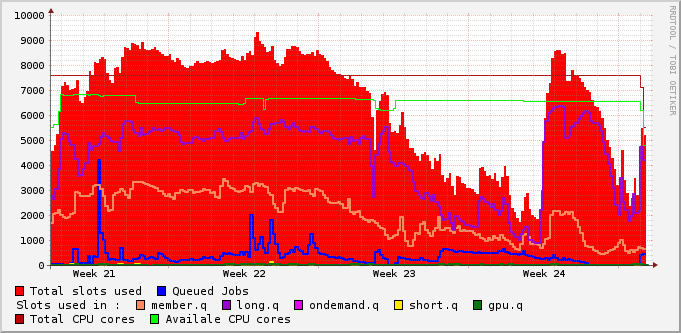 10000
9000
8000
7000
6000
5000
4000
3000
2000
1000
0
Week 21 Week 22 Week 23 Week 24
RRDTOOL / TOBI OETIKER
Total slots used Queued Jobs
Slots used in : member.q long.q ondemand.q short.q gpu.q
Total CPU cores Availale CPU cores